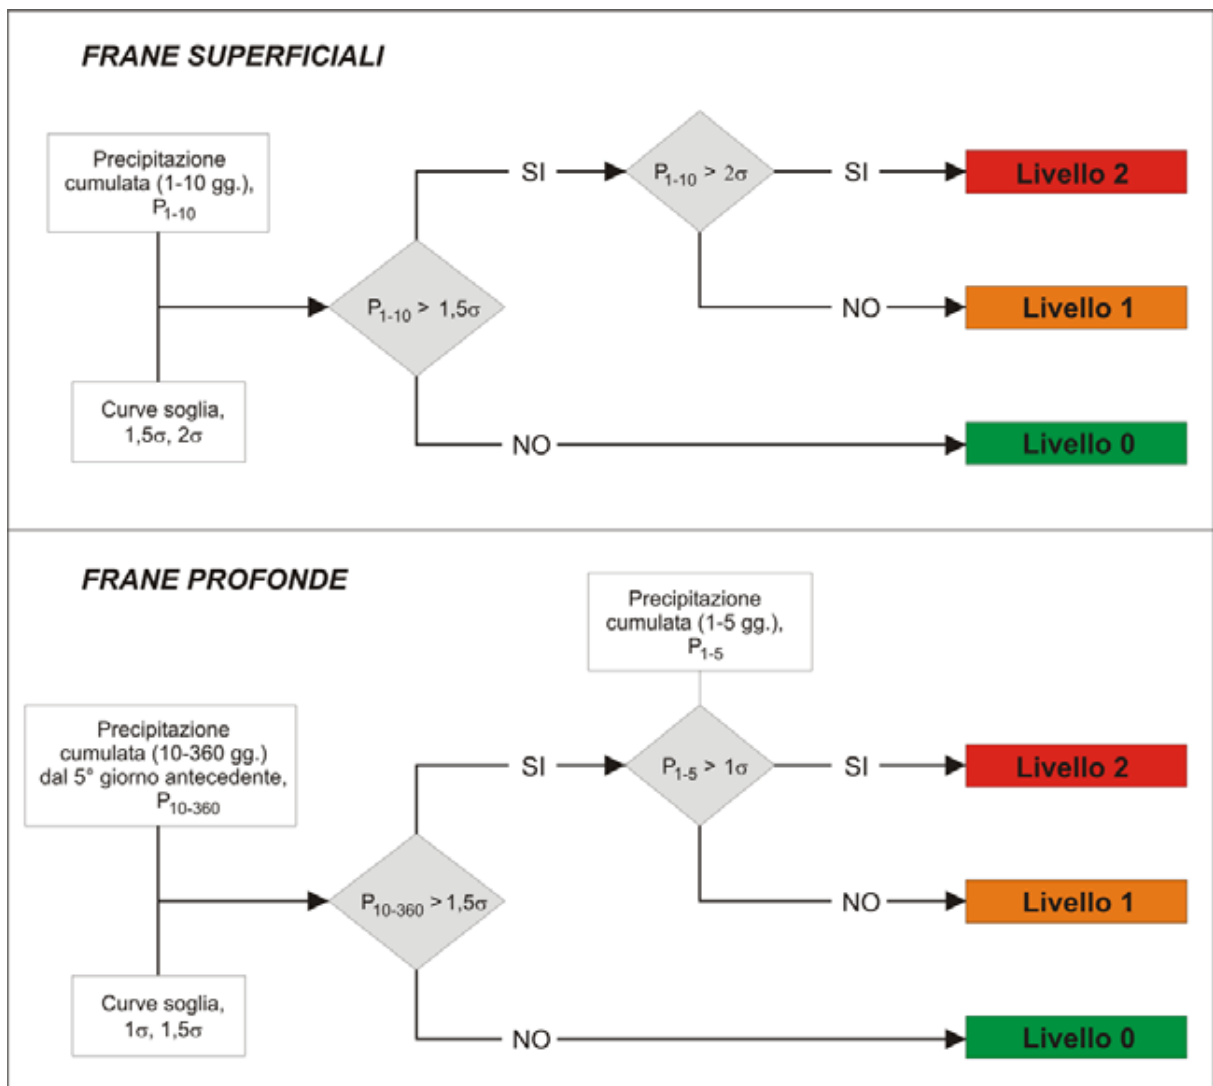 FRANE SUPERFICIALI
Precipitazione
cumulata (1-10 gg.),
P1-10
Curve soglia,
1,5σ, 2σ
P1-10 > 1,5σ
SI
P1-10 > 2σ
SI
Livello 2
NO
Livello 1
NO
Livello 0
FRANE PROFONDE
Precipitazione
cumulata (1-5 gg.),
P1-5
Precipitazione
cumulata (10-360 gg.)
dal 5° giorno antecedente,
P10-360
Curve soglia,
1σ, 1,5σ
P10-360 > 1,5σ
SI
P1-5 > 1σ
SI
Livello 2
NO
Livello 1
NO
Livello 0